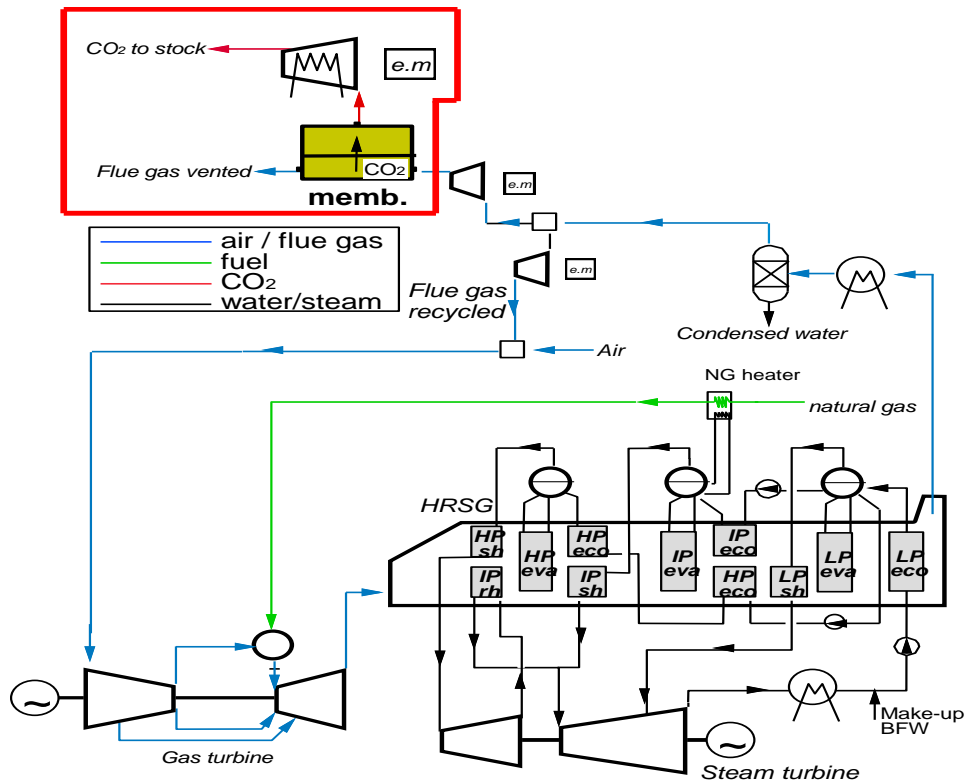 CO2 to stock
e.m
Flue gas vented
CO2
memb.
e.m
air / flue gas
fuel
CO2
water/steam
e.m
Flue gas
recycled
Condensed water
Air
NG heater
natural gas
HRSG
HP
sh
HP
eva
HP
eco
IP
eva
IP
eco
LP
eva
LP
eco
IP
rh
IP
sh
HP
eco
LP
sh
~
Gas turbine
Make-up
BFW
~
Steam turbine